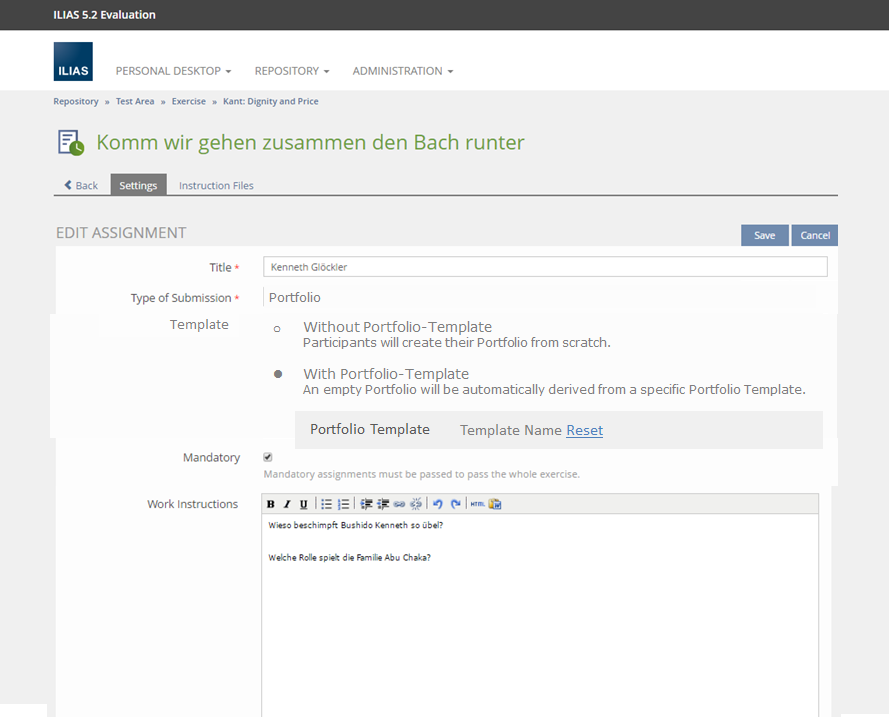 ILIAS 5.2 Evaluation
ILIAS
PERSONAL DESKTOP REPOSITORY ADMINISTRATION
Repository » Test Area » Exercise » Kant: Dignity and Price
Komm wir gehen zusammen den Bach runter
Back Settings Instruction Files
EDIT ASSIGNMENT Save Cancel
Title * Kenneth Glöckler
Type of Submission * Portfolio
Template Without Portfolio-Template
Participants will create their Portfolio from scratch.
With Portfolio-Template
An empty Portfolio will be automatically derived from a specific Portfolio Template.
Portfolio Template Template Name Reset
Mandatory
Mandatory assignments must be passed to pass the whole exercise.
Work Instructions B I U HTML
Wieso beschimpft Bushido Kenneth so übel?
Welche Rolle spielt die Familie Abu Chaka?